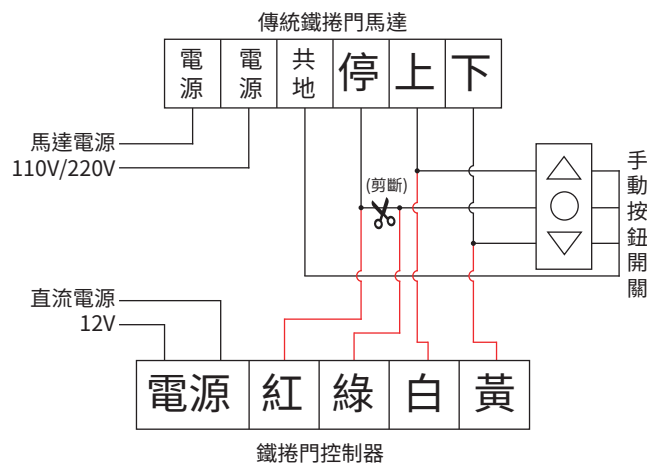 傳統鐵捲門馬達
電源
電源
共地
停
上
下
馬達電源
110V/220V
(剪斷)
手動按鈕開關
直流電源
12V
電源
紅
綠
白
黃
鐵捲門控制器